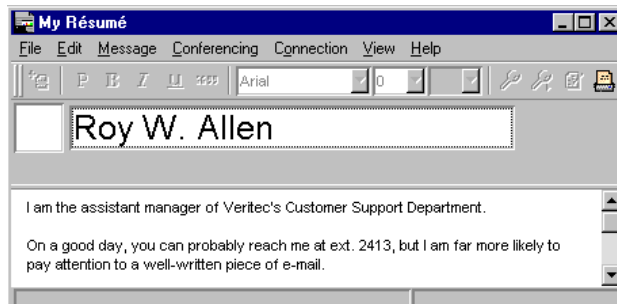 My Résumé
File Edit Message Conferencing Connection View Help
P B I U Arial 0
Roy W. Allen
I am the assistant manager of Veritec's Customer Support Department.
On a good day, you can probably reach me at ext. 2413, but I am far more likely to
pay attention to a well-written piece of e-mail.